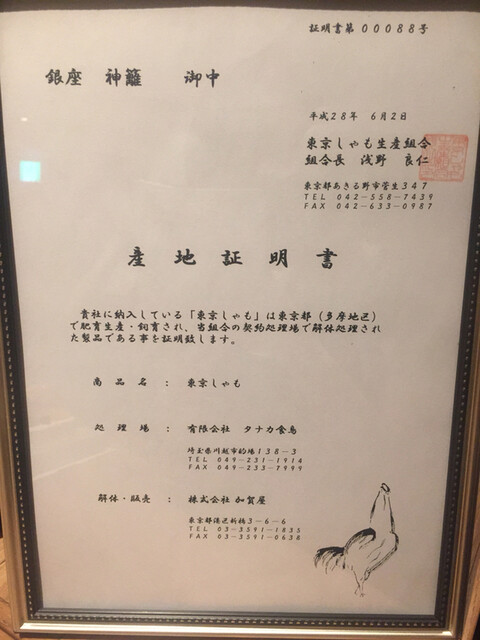 証明書第00088号
銀座 神籬 御中
平成28年 6月2日
東京しゃも生産組合
組合長 浅野 良仁
東京都あきる野市菅生347
TEL 042-558-7439
FAX 042-633-0987
産地証明書
貴社に納入している「東京しゃも」は東京都(多摩地区)
で肥育生産・飼育され、当組合の契約処理場で解体処理され
た製品である事を証明致します。
商品名 : 東京しゃも
処理場 : 有限会社 タナカ食鳥
埼玉県川越市的場138-3
TEL 049-231-1914
FAX 049-233-7999
解体・販売 : 株式会社加賀屋
東京都港区新橋3-6-6
TEL 03-3591-1835
FAX 03-3591-0638